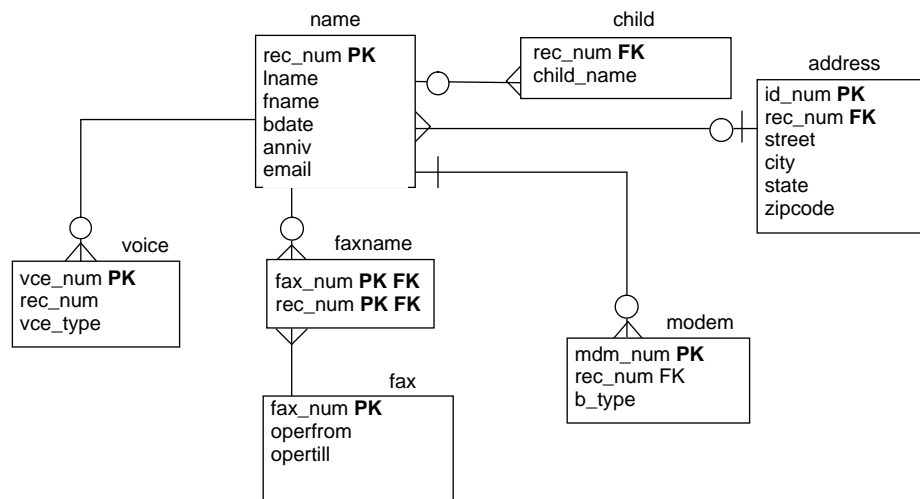 name
rec_num PK
lname
fname
bdate
anniv
email
child
rec_num FK
child_name
address
id_num PK
rec_num FK
street
city
state
zipcode
voice
vce_num PK
rec_num
vce_type
faxname
fax_num PK FK
rec_num PK FK
modem
mdm_num PK
rec_num FK
b_type
fax
fax_num PK
operfrom
opertill